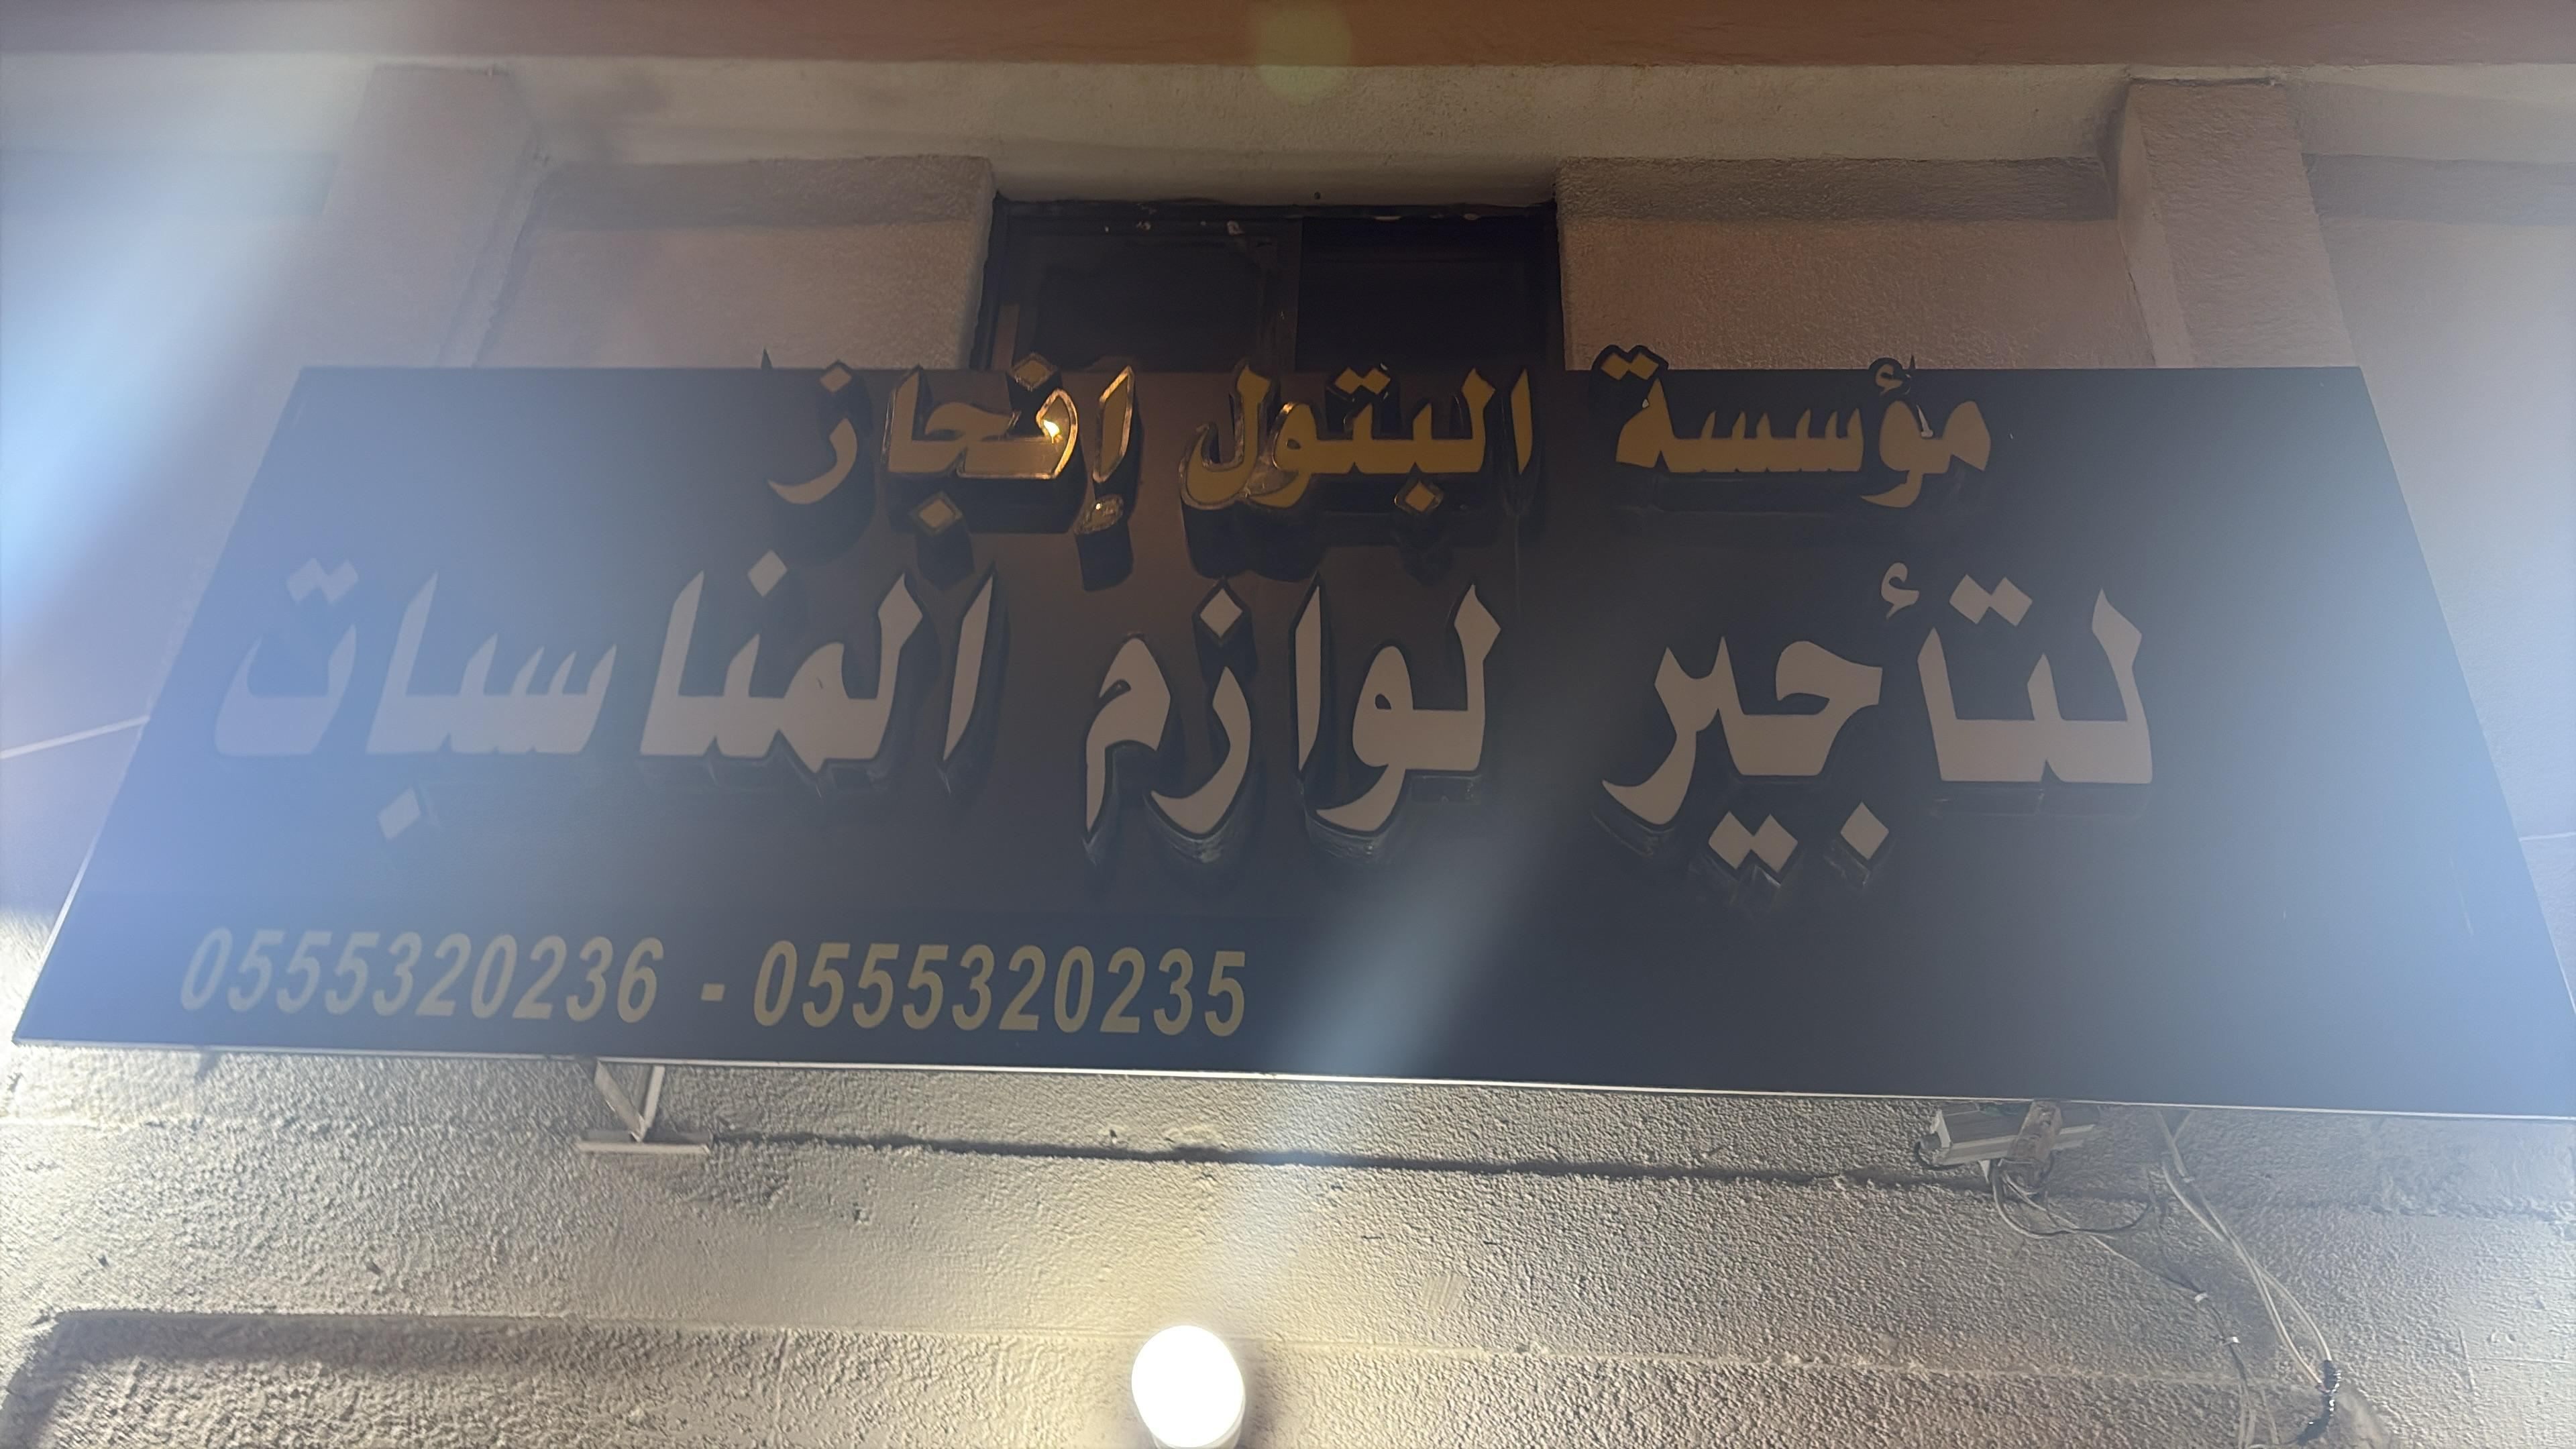 مؤسسة البتول إنجاز
لتأجير لوازم المناسبات
0555320236 - 0555320235